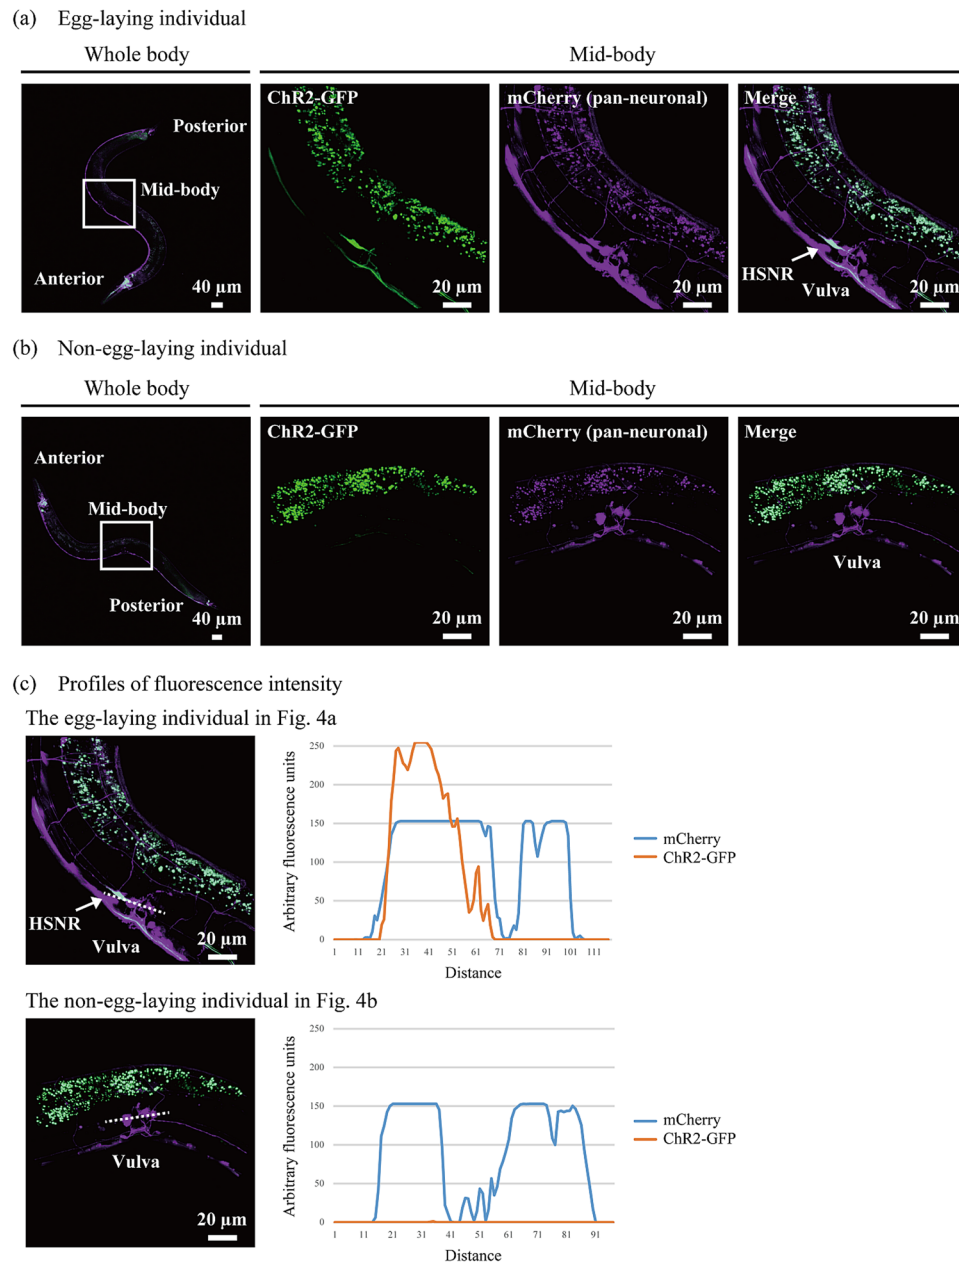 (a) Egg-laying individual
Whole body
Mid-body
Posterior
Mid-body
Anterior
40 µm
ChR2-GFP
20 µm
mCherry (pan-neuronal)
20 µm
Merge
HSNR
Vulva
20 µm
(b) Non-egg-laying individual
Whole body
Mid-body
Anterior
Mid-body
Posterior
40 µm
ChR2-GFP
20 µm
mCherry (pan-neuronal)
20 µm
Merge
Vulva
20 µm
(c) Profiles of fluorescence intensity
The egg-laying individual in Fig. 4a
HSNR
Vulva
20 µm
Arbitrary fluorescence units
250
200
150
100
50
0
1 11 21 31 41 51 61 71 81 91 101 111
Distance
mCherry
ChR2-GFP
The non-egg-laying individual in Fig. 4b
Vulva
20 µm
Arbitrary fluorescence units
250
200
150
100
50
0
1 11 21 31 41 51 61 71 81 91
Distance
mCherry
ChR2-GFP